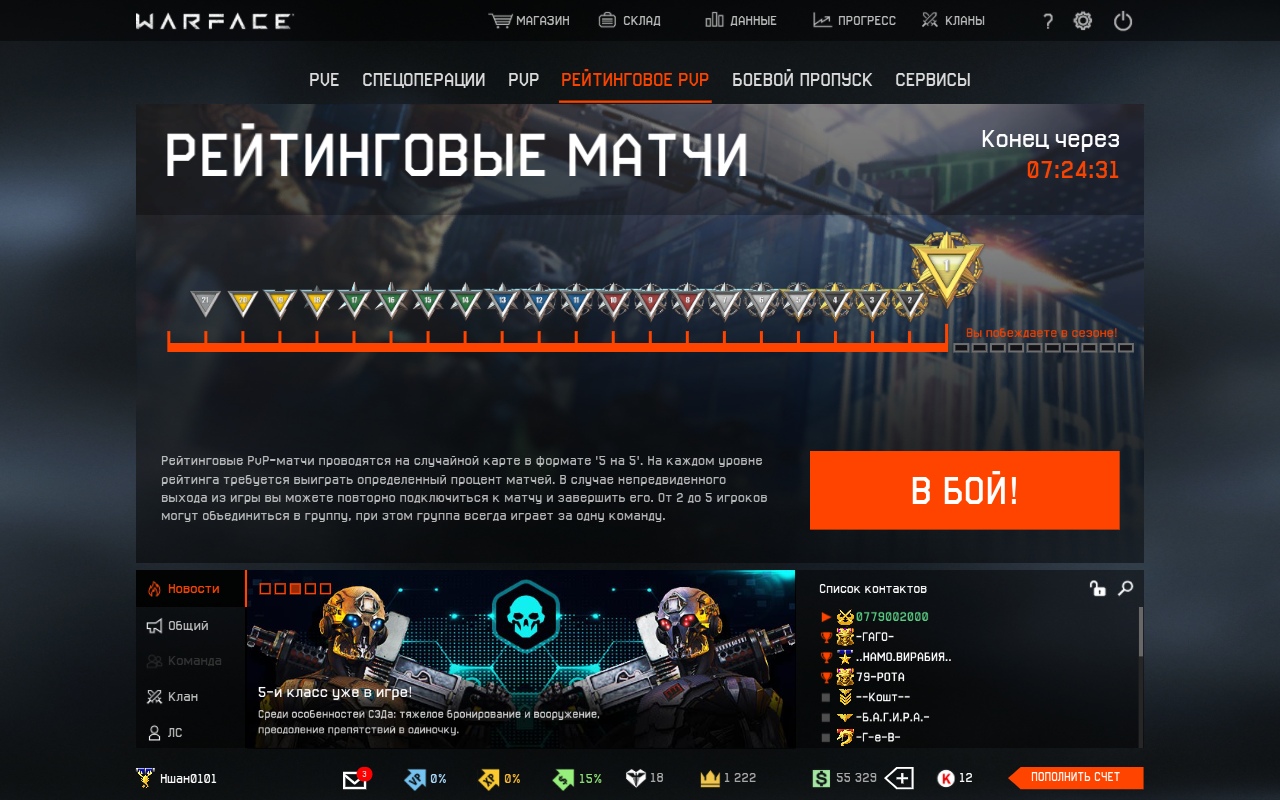 WARFACE
МАГАЗИН
СКЛАД
ДАННЫЕ
ПРОГРЕСС
КЛАНЫ
?
PVE
СПЕЦОПЕРАЦИИ
PVP
РЕЙТИНГОВОЕ PVP
БОЕВОЙ ПРОПУСК
СЕРВИСЫ
РЕЙТИНГОВЫЕ МАТЧИ
Конец через
07:24:31
21 20 19 18 17 16 15 14 13 12 11 10 9 8 7 6 5 4 3 2 1
Вы побеждаете в сезоне!
Рейтинговые PvP-матчи проводятся на случайной карте в формате '5 на 5'. На каждом уровне
рейтинга требуется выиграть определенный процент матчей. В случае непредвиденного
выхода из игры вы можете повторно подключиться к матчу и завершить его. От 2 до 5 игроков
могут объединиться в группу, при этом группа всегда играет за одну команду.
В БОЙ!
Новости
Общий
Команда
Клан
ЛС
5-й класс уже в игре!
Среди особенностей СЭДа: тяжелое бронирование и вооружение,
преодоление препятствий в одиночку.
Список контактов
0779002000
-ГАГО-
..НАМО.ВИРАБИЯ..
79-РОТА
--Кошт--
-Б.А.Г.И.Р.А.-
-Г-е-В-
Ншан0101
3
0%
0%
15%
18
1 222
55 329
K 12
ПОПОЛНИТЬ СЧЕТ